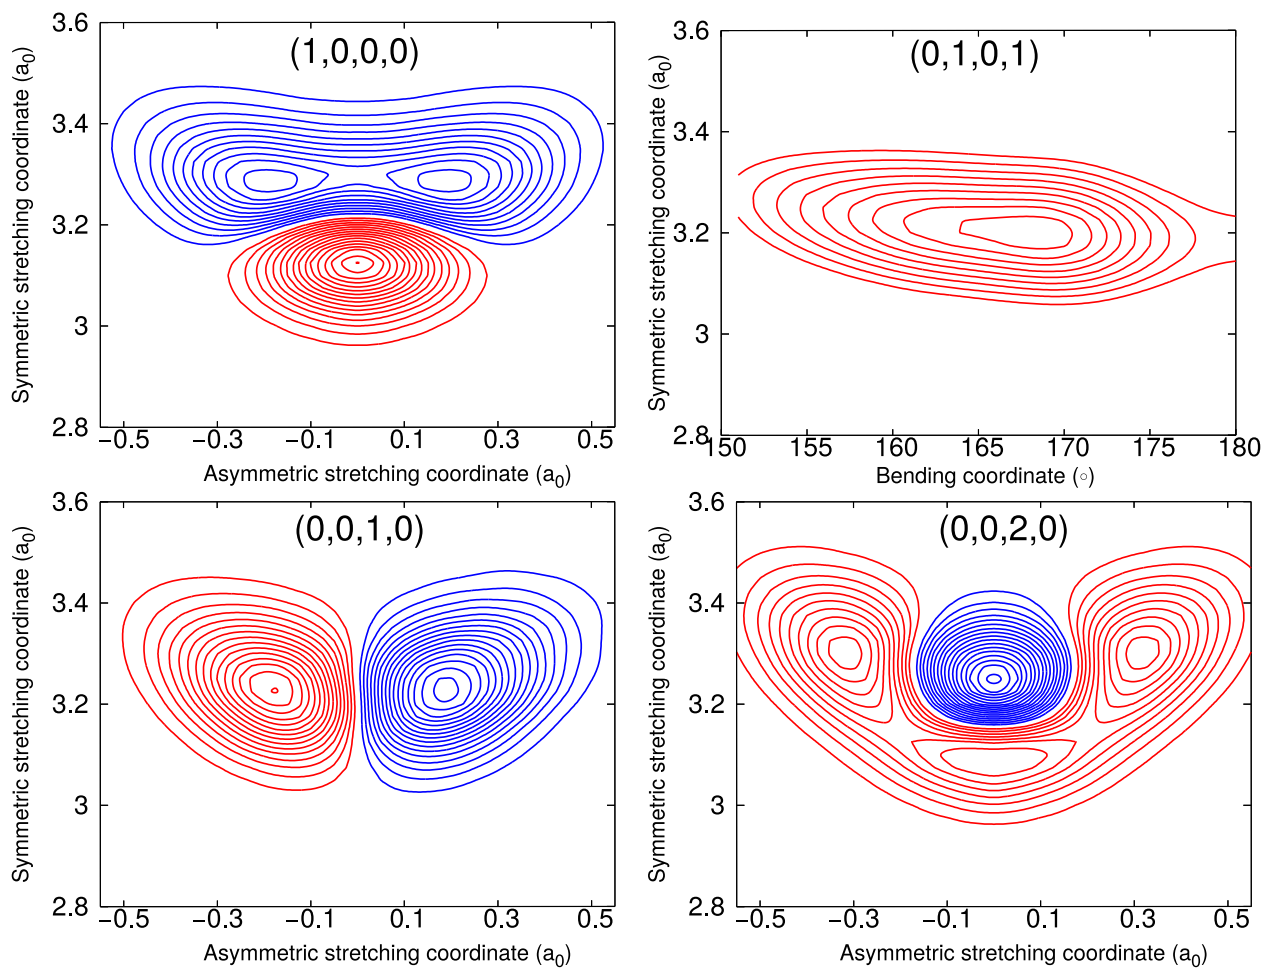 (1,0,0,0)
Symmetric stretching coordinate (a0)
3.6
3.4
3.2
3
2.8
−0.5 −0.3 −0.1 0.1 0.3 0.5
Asymmetric stretching coordinate (a0)
(0,1,0,1)
Symmetric stretching coordinate (a0)
3.6
3.4
3.2
3
2.8
150 155 160 165 170 175 180
Bending coordinate (○)
(0,0,1,0)
Symmetric stretching coordinate (a0)
3.6
3.4
3.2
3
2.8
−0.5 −0.3 −0.1 0.1 0.3 0.5
Asymmetric stretching coordinate (a0)
(0,0,2,0)
Symmetric stretching coordinate (a0)
3.6
3.4
3.2
3
2.8
−0.5 −0.3 −0.1 0.1 0.3 0.5
Asymmetric stretching coordinate (a0)